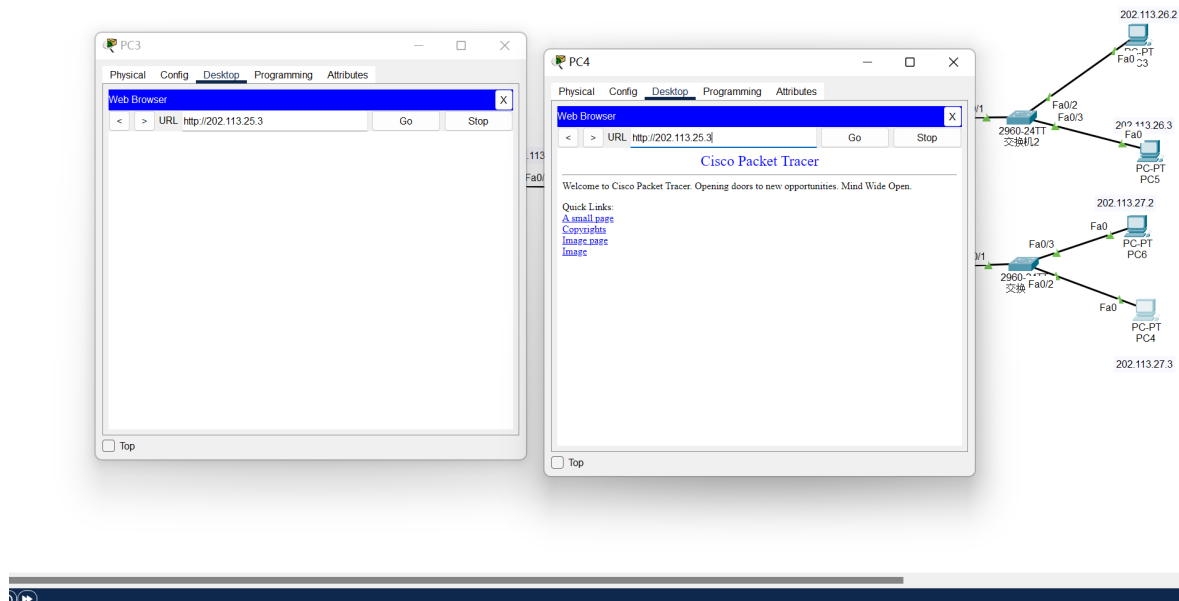 PC3
Physical Config Desktop Programming Attributes
Web Browser
X
< > URL http://202.113.25.3 Go Stop
Top
PC4
Physical Config Desktop Programming Attributes
Web Browser
X
< > URL http://202.113.25.3 Go Stop
Cisco Packet Tracer
Welcome to Cisco Packet Tracer. Opening doors to new opportunities. Mind Wide Open.
Quick Links:
A small page
Copyrights
Image page
Image
Top
202.113.26.2
Fa0
Fa0/2
Fa0/3
2960-24TT
交换机2
202.113.26.3
Fa0
PC-PT
PC5
202.113.27.2
Fa0
Fa0/3
PC-PT
PC6
Fa0/2
交换
Fa0
PC-PT
PC4
202.113.27.3